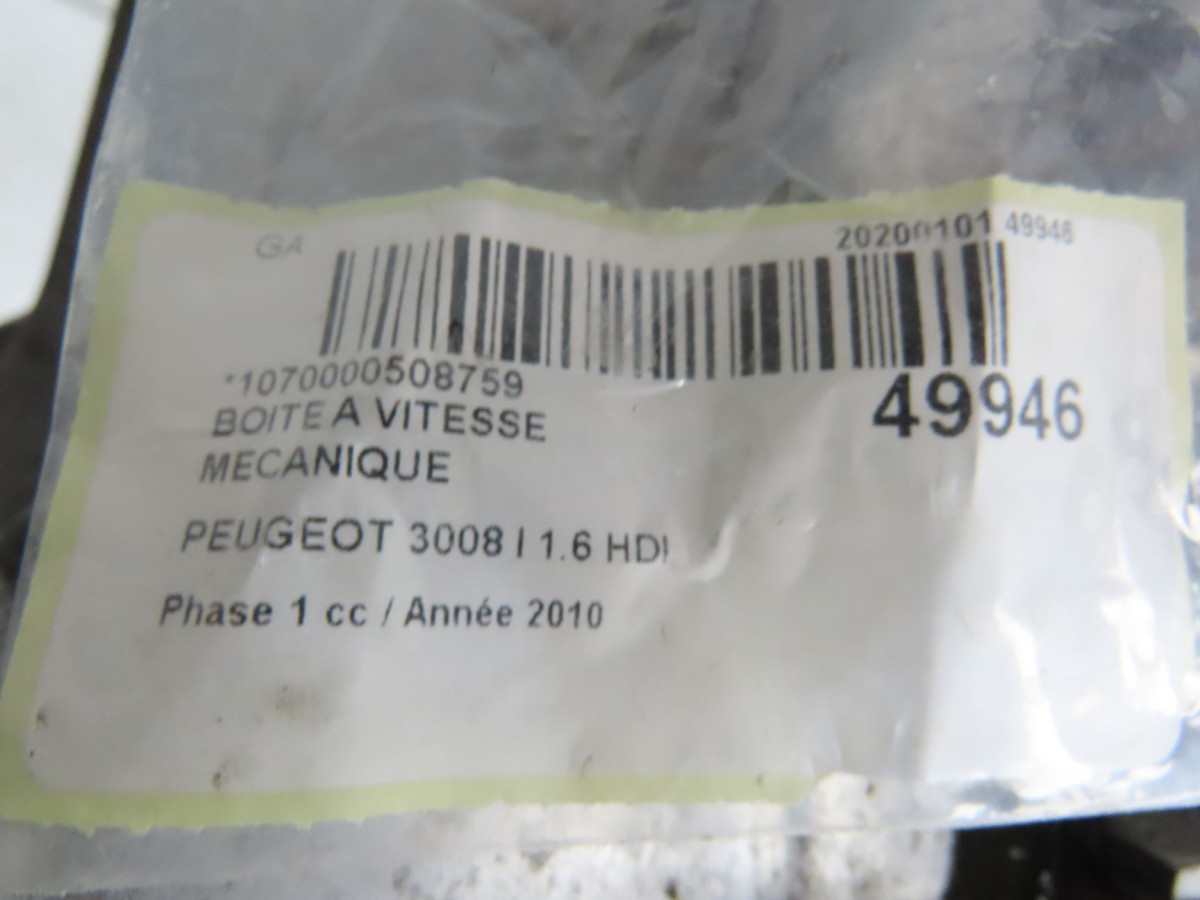 GA
20200101 49946
*1070000508759
49946
BOITE A VITESSE
MECANIQUE
PEUGEOT 3008 I 1.6 HDI
Phase 1 cc / Année 2010